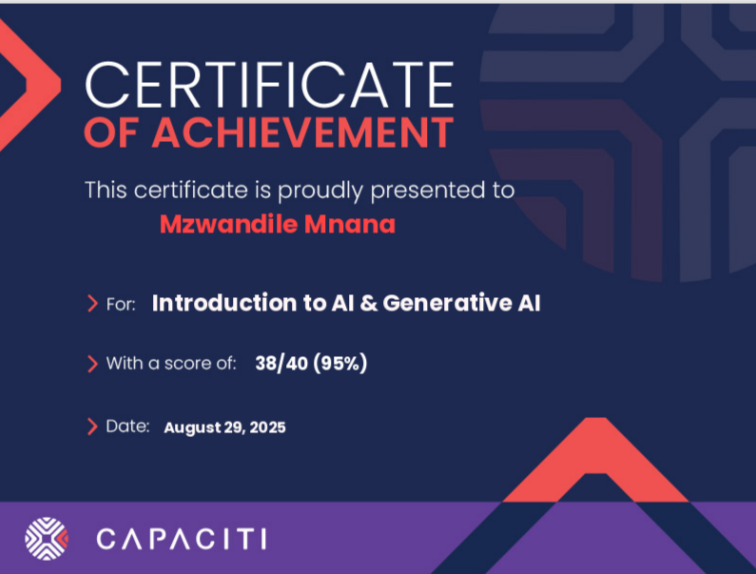 CERTIFICATE
OF ACHIEVEMENT
This certificate is proudly presented to
Mzwandile Mnana
For: Introduction to AI & Generative AI
With a score of: 38/40 (95%)
Date: August 29, 2025
CAPACITI